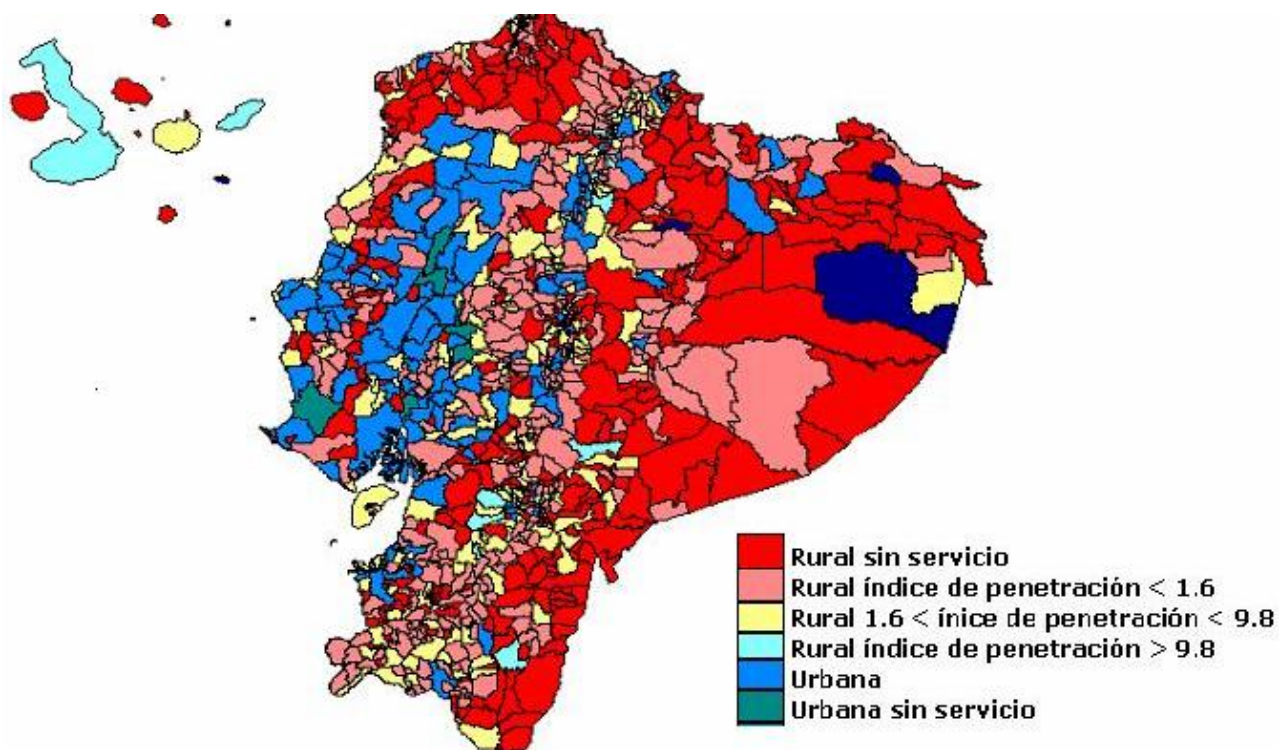 Rural sin servicio
Rural índice de penetración < 1.6
Rural 1.6 < ínice de penetración < 9.8
Rural índice de penetración > 9.8
Urbana
Urbana sin servicio